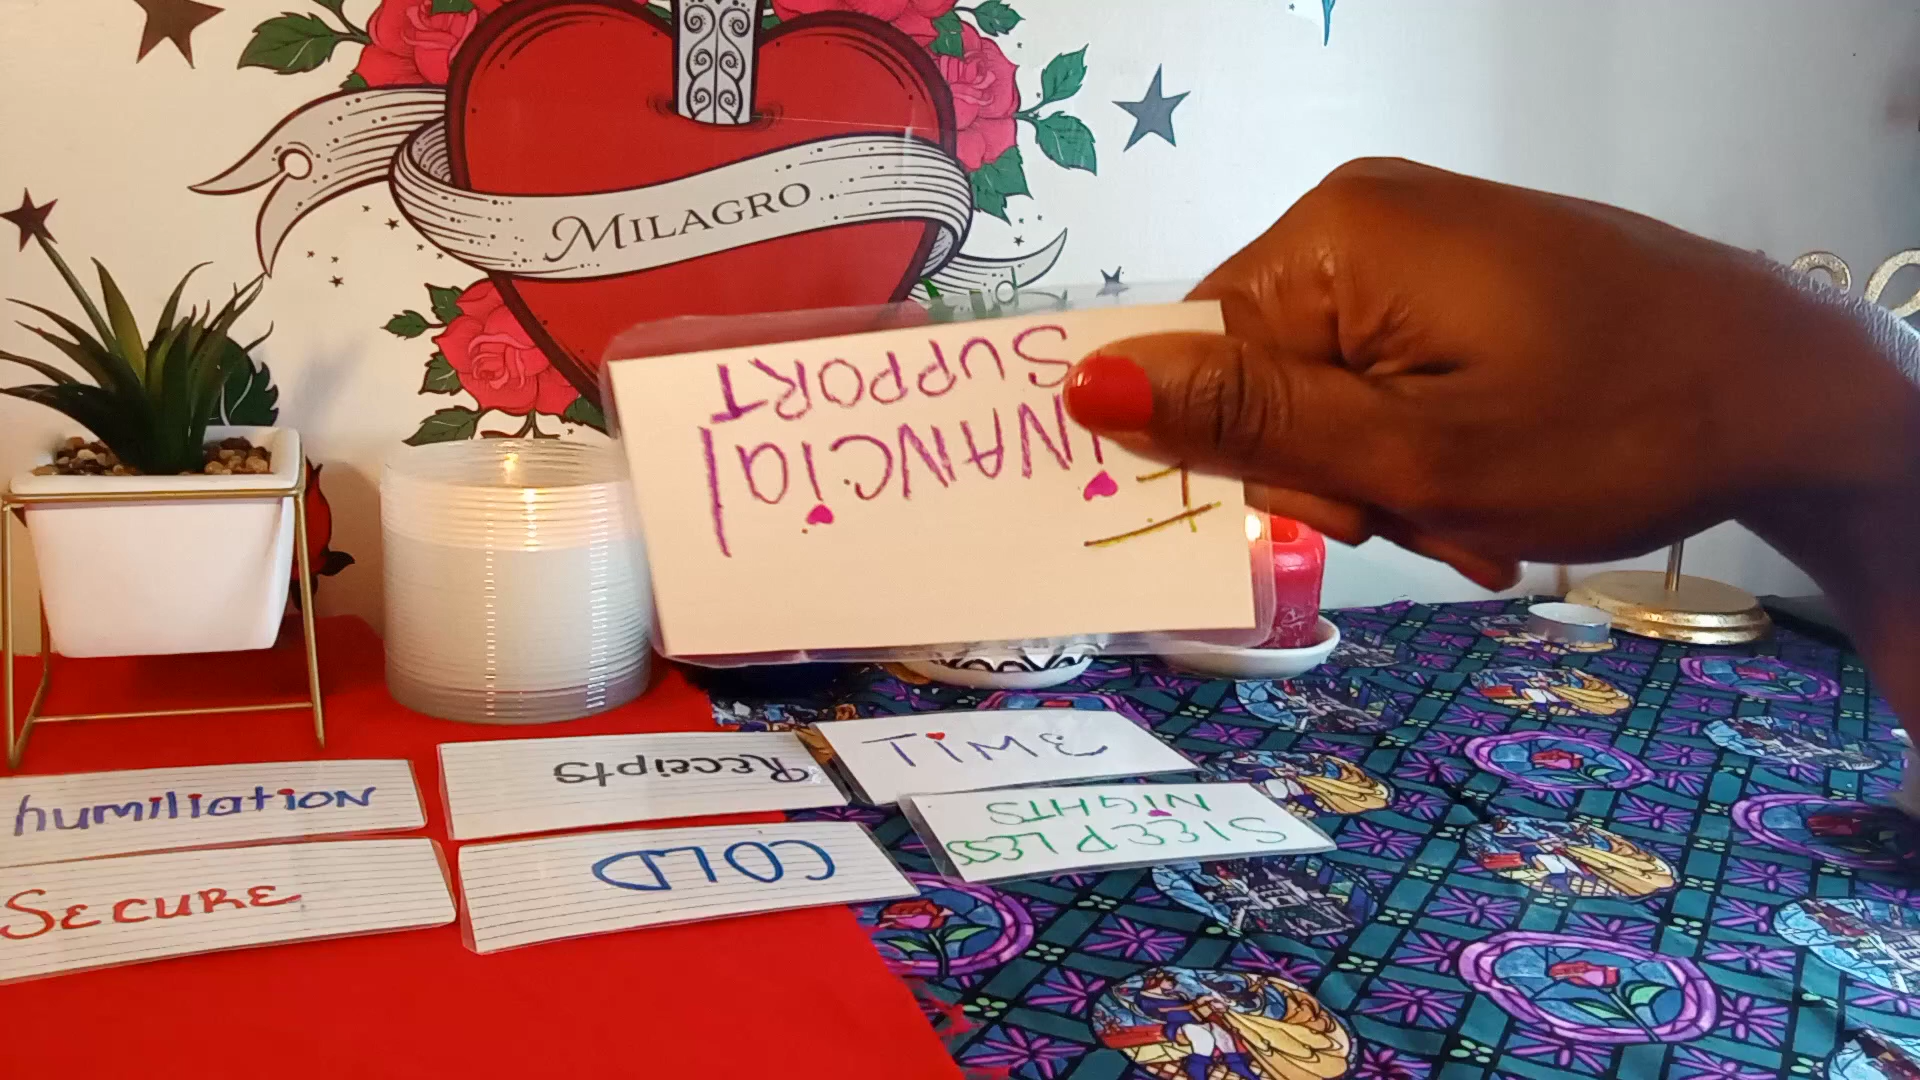 MILAGRO
FiNANCial
SUPPORT
TiME
Receipts
SlEEPLESS
NiGHTS
humiliation
COLD
SECURE